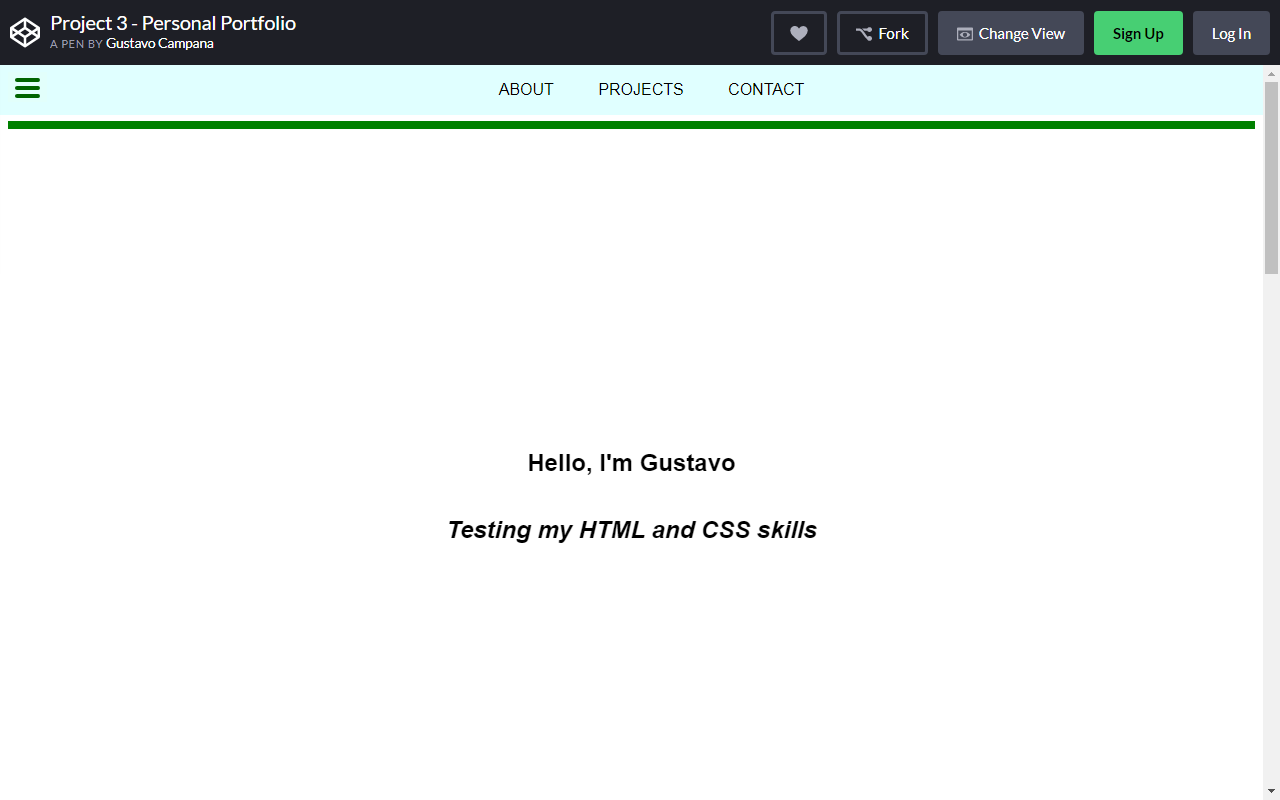 Project 3 - Personal Portfolio
A PEN BY Gustavo Campana
Fork
Change View
Sign Up
Log In
ABOUT PROJECTS CONTACT
Hello, I'm Gustavo
Testing my HTML and CSS skills